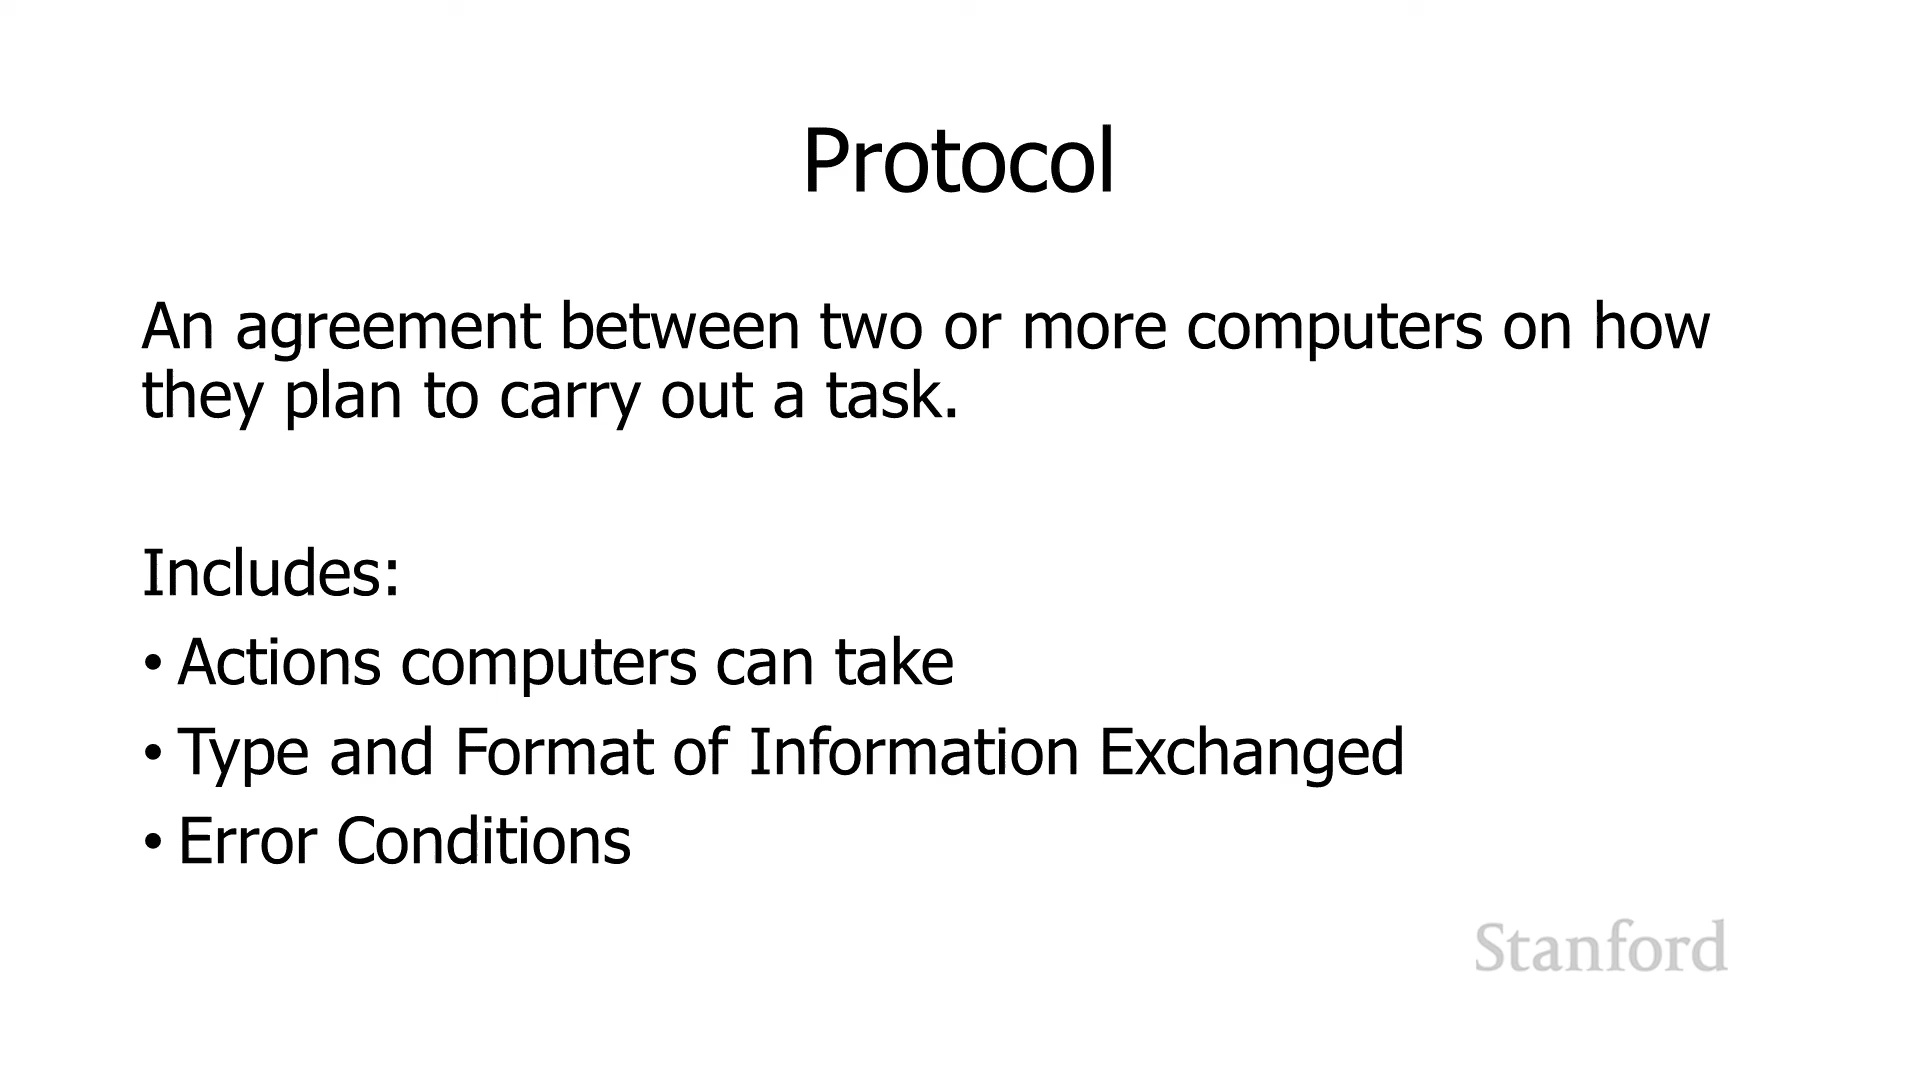 Protocol
An agreement between two or more computers on how
they plan to carry out a task.
Includes:
• Actions computers can take
• Type and Format of Information Exchanged
• Error Conditions
Stanford